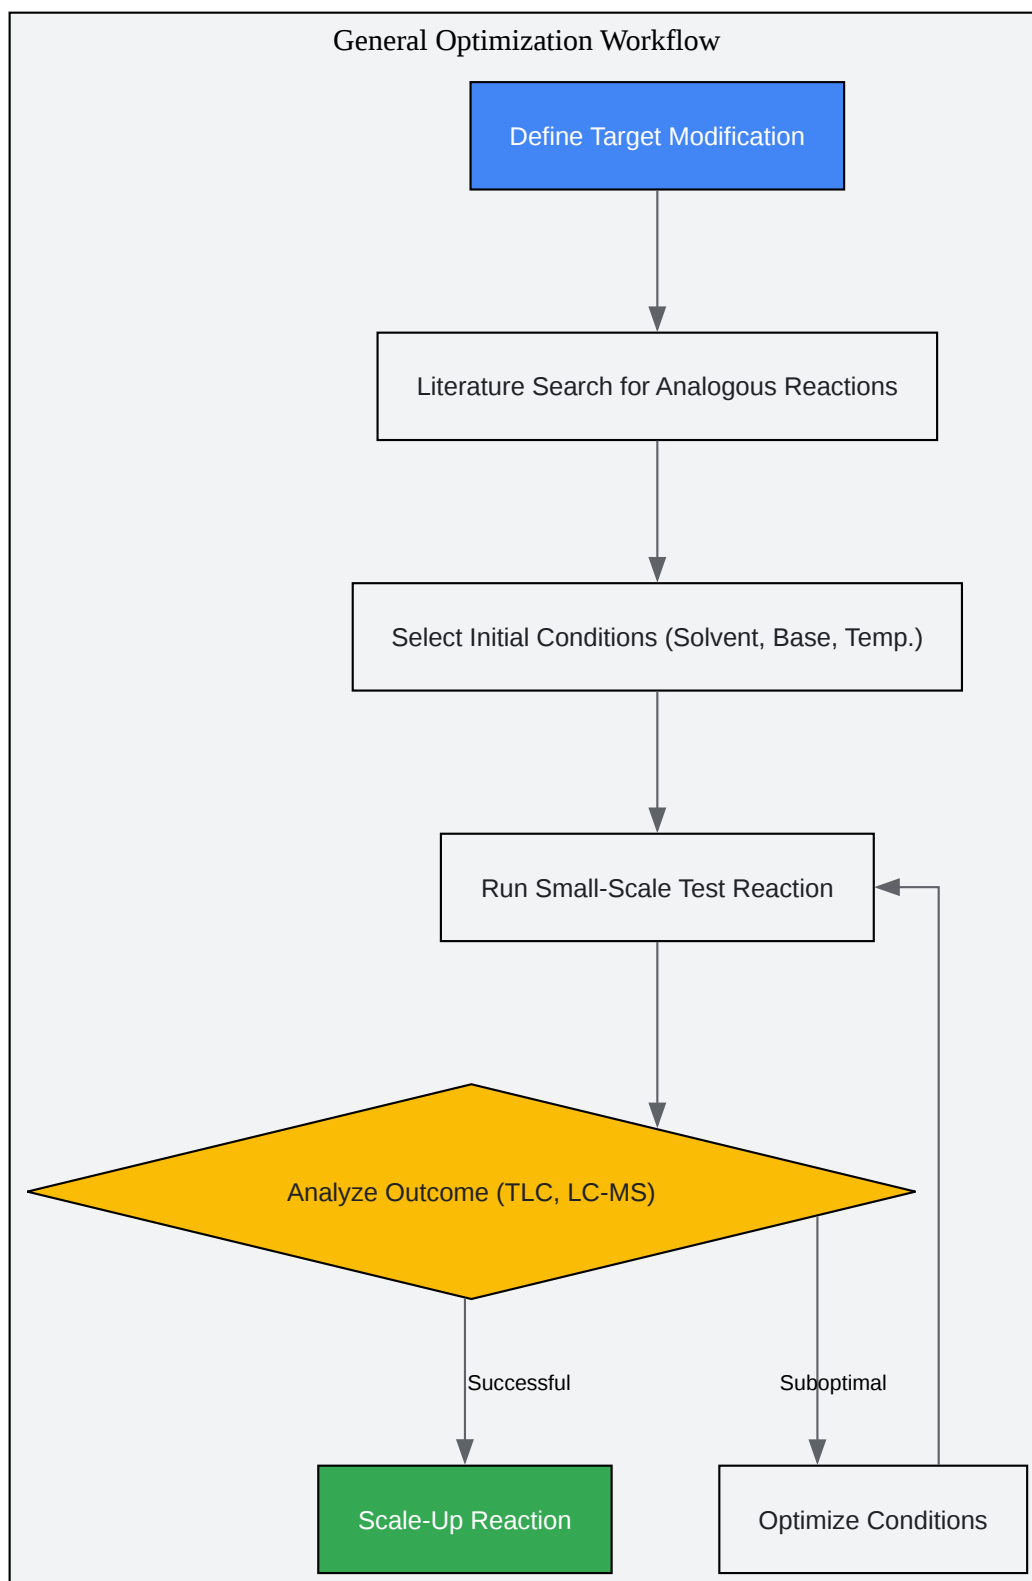 General Optimization Workflow
Define Target Modification
Literature Search for Analogous Reactions
Select Initial Conditions (Solvent, Base, Temp.)
Run Small-Scale Test Reaction
Analyze Outcome (TLC, LC-MS)
Successful
Suboptimal
Scale-Up Reaction
Optimize Conditions